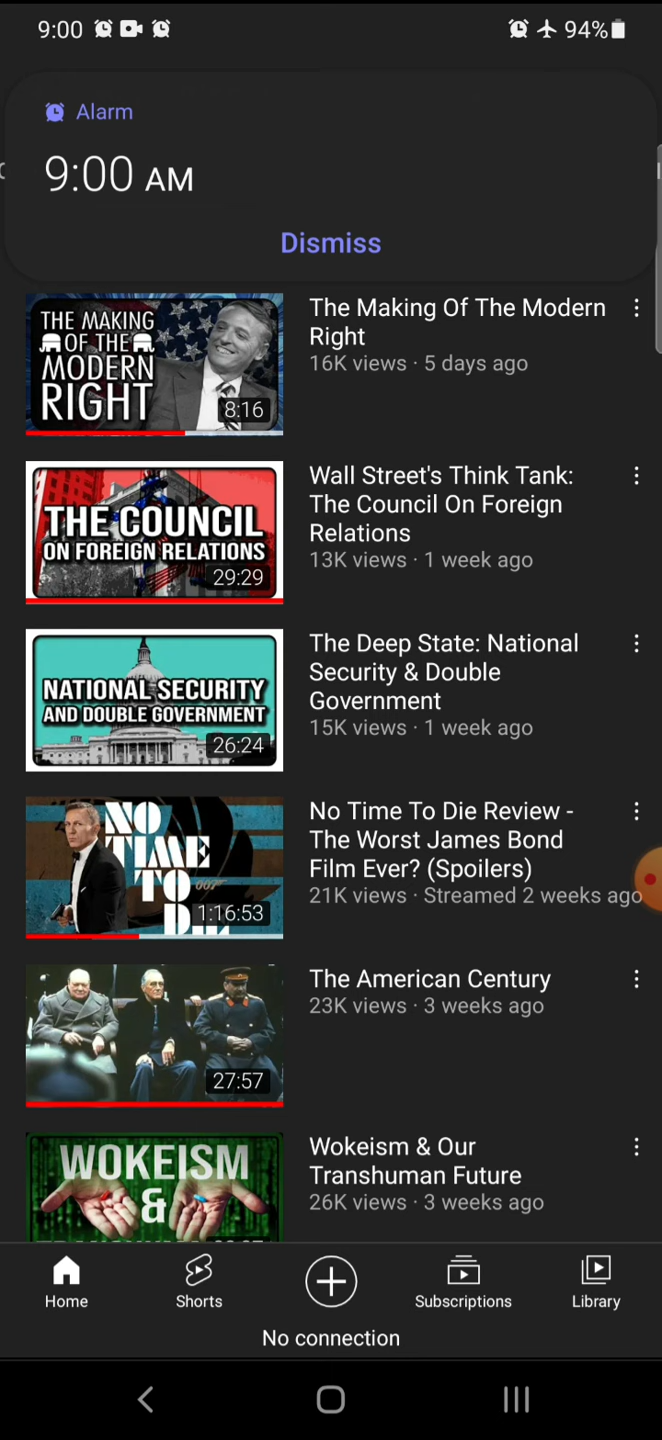 9:00
94%
Alarm
9:00 AM
Dismiss
THE MAKING
OF THE
MODERN
RIGHT
8:16
The Making Of The Modern
Right
16K views · 5 days ago
THE COUNCIL
ON FOREIGN RELATIONS
29:29
Wall Street's Think Tank:
The Council On Foreign
Relations
13K views · 1 week ago
NATIONAL SECURITY
AND DOUBLE GOVERNMENT
26:24
The Deep State: National
Security & Double
Government
15K views · 1 week ago
NO
TIME
TO
DIE
007
1:16:53
No Time To Die Review -
The Worst James Bond
Film Ever? (Spoilers)
21K views · Streamed 2 weeks ago
27:57
The American Century
23K views · 3 weeks ago
WOKEISM
&
Wokeism & Our
Transhuman Future
26K views · 3 weeks ago
Home
Shorts
Subscriptions
Library
No connection